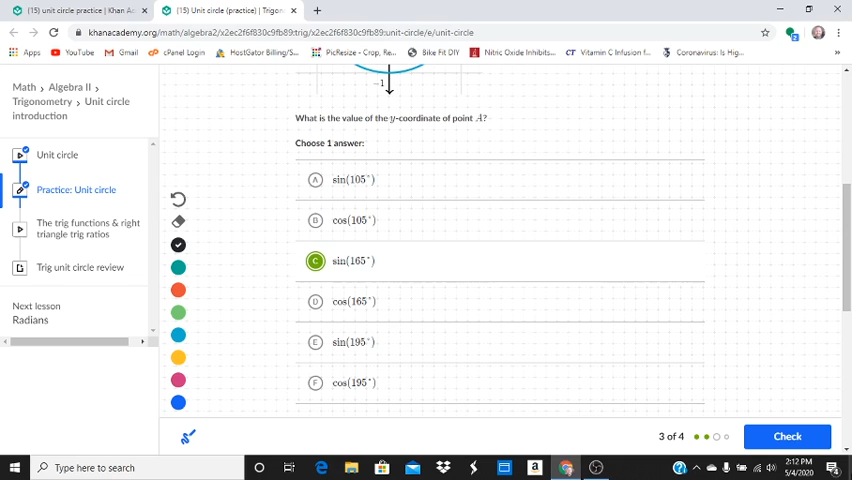 (15) unit circle practice | Khan Ac
(15) Unit circle (practice) | Trigon
khanacademy.org/math/algebra2/x2ec2f6f830c9fb89:trig/x2ec2f6f830c9fb89:unit-circle/e/unit-circle
Apps YouTube Gmail cPanel Login HostGator Billing/S... PicResize - Crop, Re... Bike Fit DIY Nitric Oxide Inhibits... CT Vitamin C Infusion f... Coronavirus: Is Hig...
Math > Algebra II >
Trigonometry > Unit circle
introduction
Unit circle
Practice: Unit circle
The trig functions & right
triangle trig ratios
Trig unit circle review
Next lesson
Radians
−1
What is the value of the y-coordinate of point A?
Choose 1 answer:
A sin(105°)
B cos(105°)
C sin(165°)
D cos(165°)
E sin(195°)
F cos(195°)
3 of 4
Check
Type here to search
2:12 PM
5/4/2020